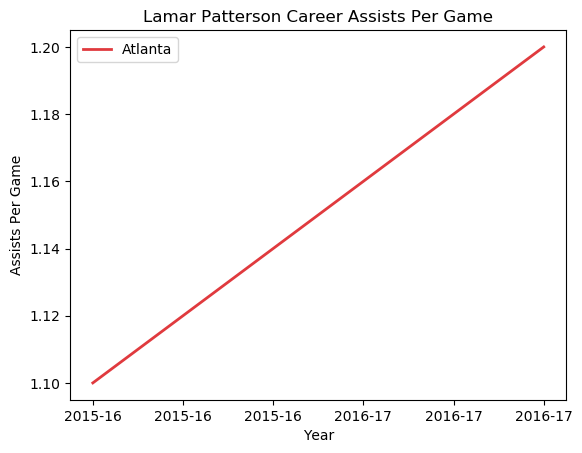 Lamar Patterson Career Assists Per Game
Atlanta
Assists Per Game
1.20
1.18
1.16
1.14
1.12
1.10
2015-16 2015-16 2015-16 2016-17 2016-17 2016-17
Year